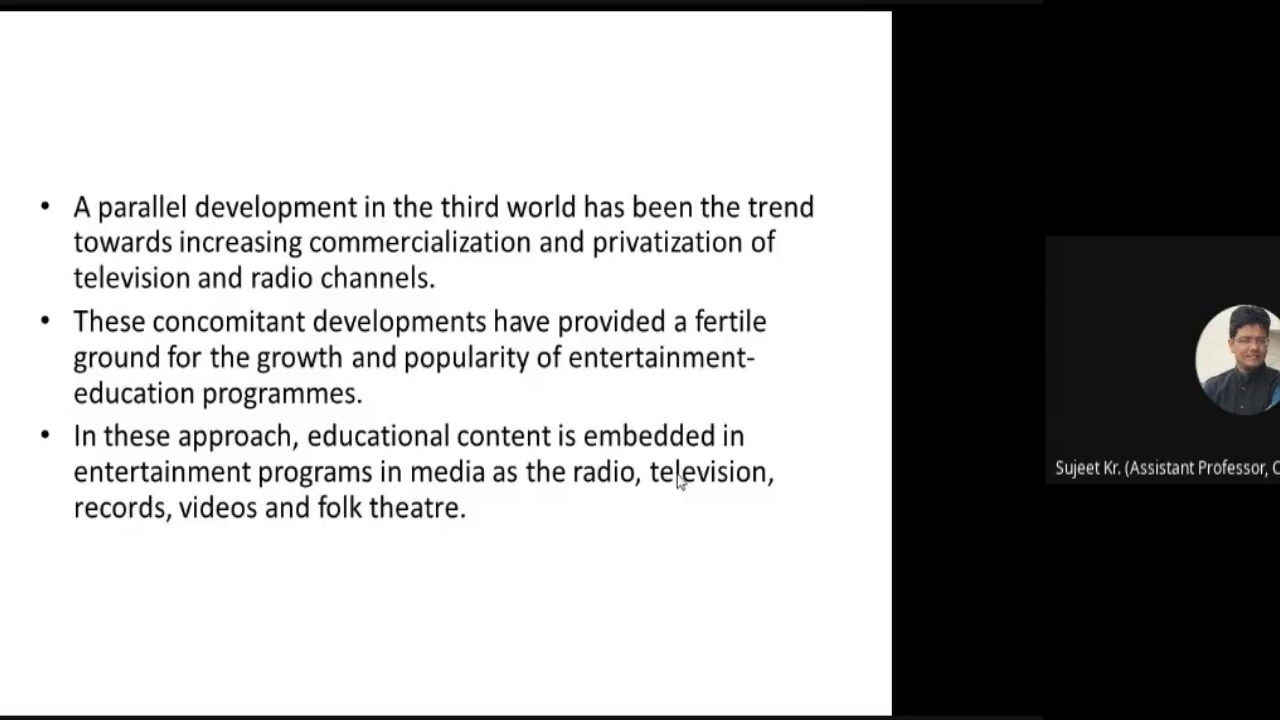 • A parallel development in the third world has been the trend
towards increasing commercialization and privatization of
television and radio channels.
• These concomitant developments have provided a fertile
ground for the growth and popularity of entertainment-
education programmes.
• In these approach, educational content is embedded in
entertainment programs in media as the radio, television,
records, videos and folk theatre.
Sujeet Kr. (Assistant Professor,